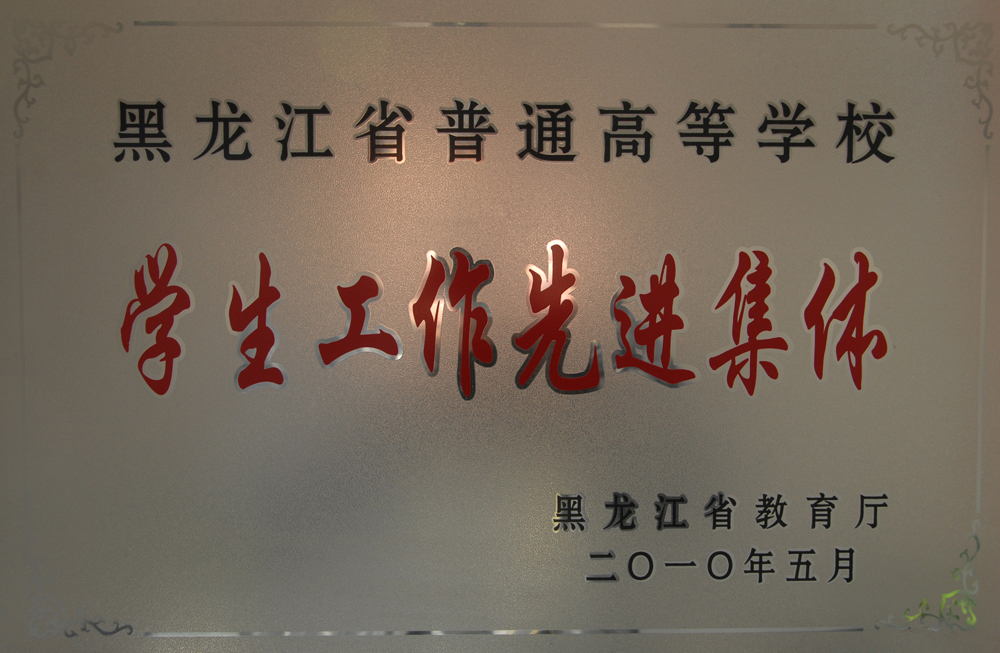 黑龙江省普通高等学校
学生工作先进集体
黑龙江省教育厅
二〇一〇年五月